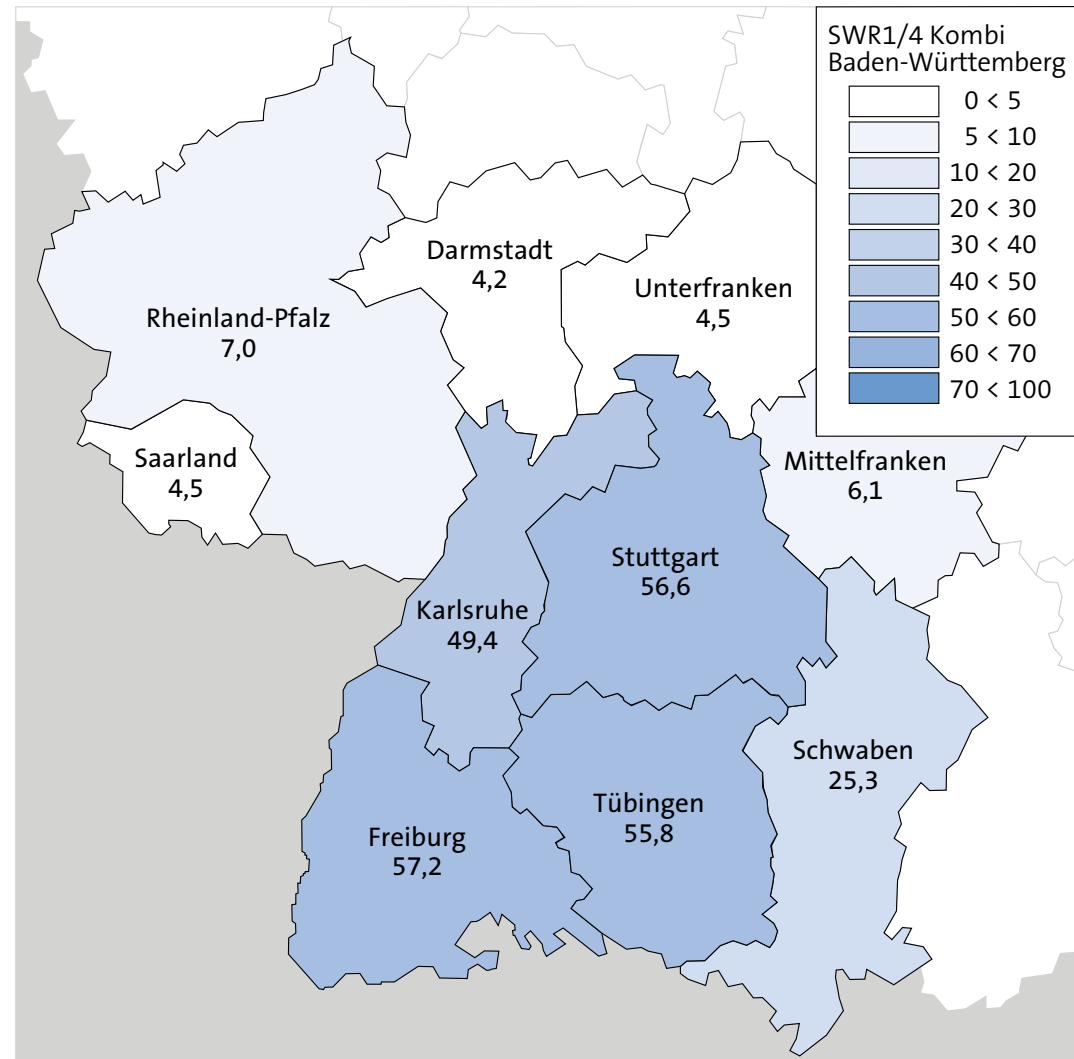 SWR1/4 Kombi
Baden-Württemberg
0 < 5
5 < 10
10 < 20
20 < 30
30 < 40
40 < 50
50 < 60
60 < 70
70 < 100
Darmstadt
4,2
Unterfranken
4,5
Rheinland-Pfalz
7,0
Saarland
4,5
Mittelfranken
6,1
Stuttgart
56,6
Karlsruhe
49,4
Schwaben
25,3
Tübingen
55,8
Freiburg
57,2